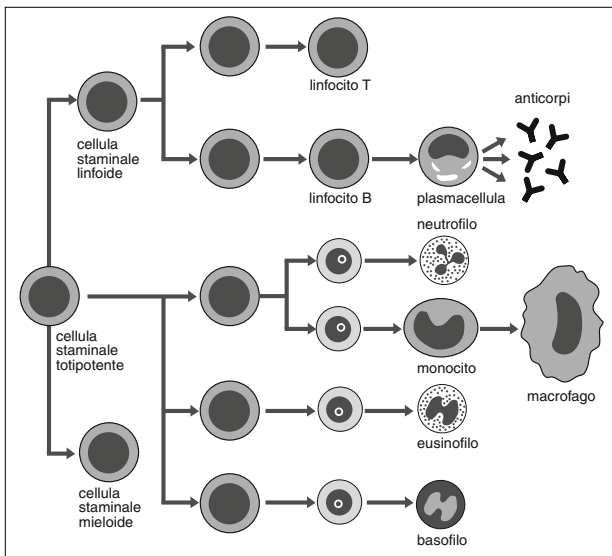 linfocito T
anticorpi
cellula
staminale
linfoide
linfocito B
plasmacellula
neutrofilo
cellula
staminale
totipotente
monocito
macrofago
eusinofilo
cellula
staminale
mieloide
basofilo